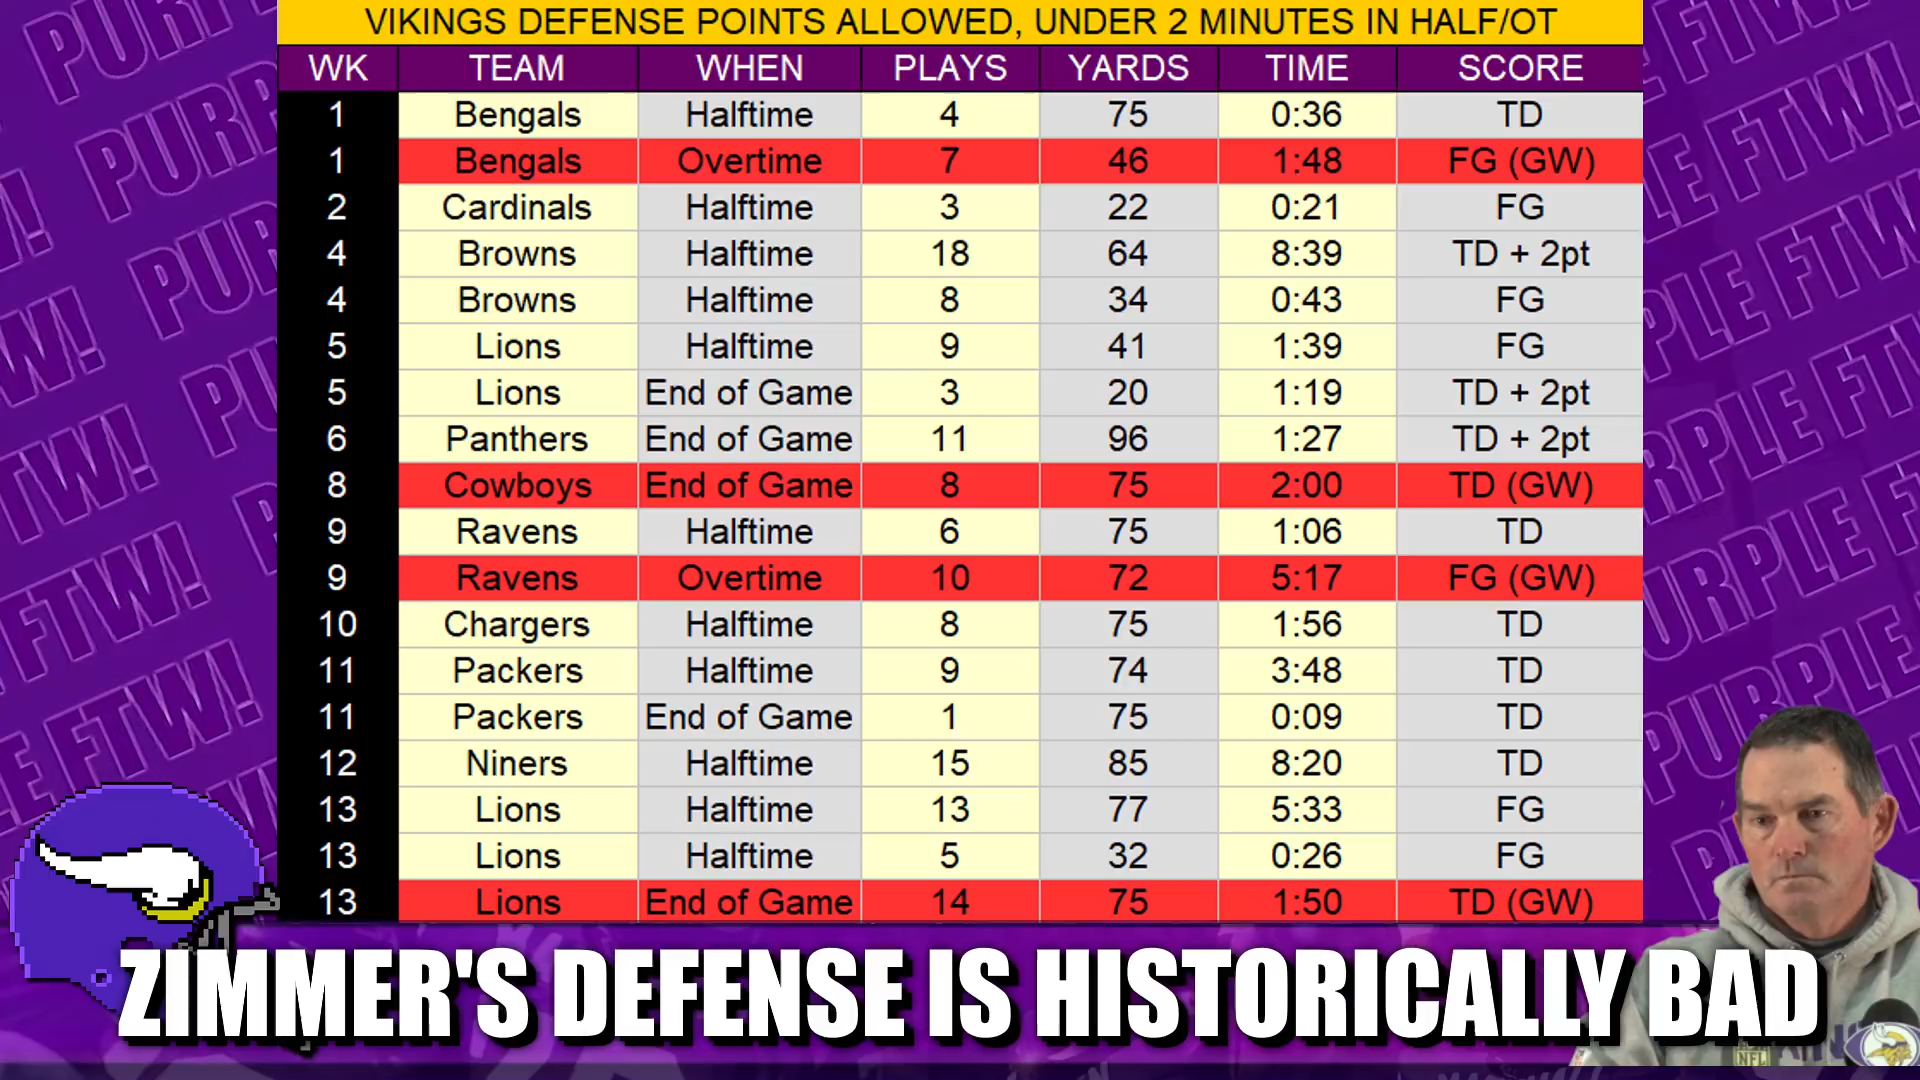 VIKINGS DEFENSE POINTS ALLOWED, UNDER 2 MINUTES IN HALF/OT
WK TEAM WHEN PLAYS YARDS TIME SCORE
1 Bengals Halftime 4 75 0:36 TD
1 Bengals Overtime 7 46 1:48 FG (GW)
2 Cardinals Halftime 3 22 0:21 FG
4 Browns Halftime 18 64 8:39 TD + 2pt
4 Browns Halftime 8 34 0:43 FG
5 Lions Halftime 9 41 1:39 FG
5 Lions End of Game 3 20 1:19 TD + 2pt
6 Panthers End of Game 11 96 1:27 TD + 2pt
8 Cowboys End of Game 8 75 2:00 TD (GW)
9 Ravens Halftime 6 75 1:06 TD
9 Ravens Overtime 10 72 5:17 FG (GW)
10 Chargers Halftime 8 75 1:56 TD
11 Packers Halftime 9 74 3:48 TD
11 Packers End of Game 1 75 0:09 TD
12 Niners Halftime 15 85 8:20 TD
13 Lions Halftime 13 77 5:33 FG
13 Lions Halftime 5 32 0:26 FG
13 Lions End of Game 14 75 1:50 TD (GW)
ZIMMER'S DEFENSE IS HISTORICALLY BAD
PURPLE FTW!
NFL